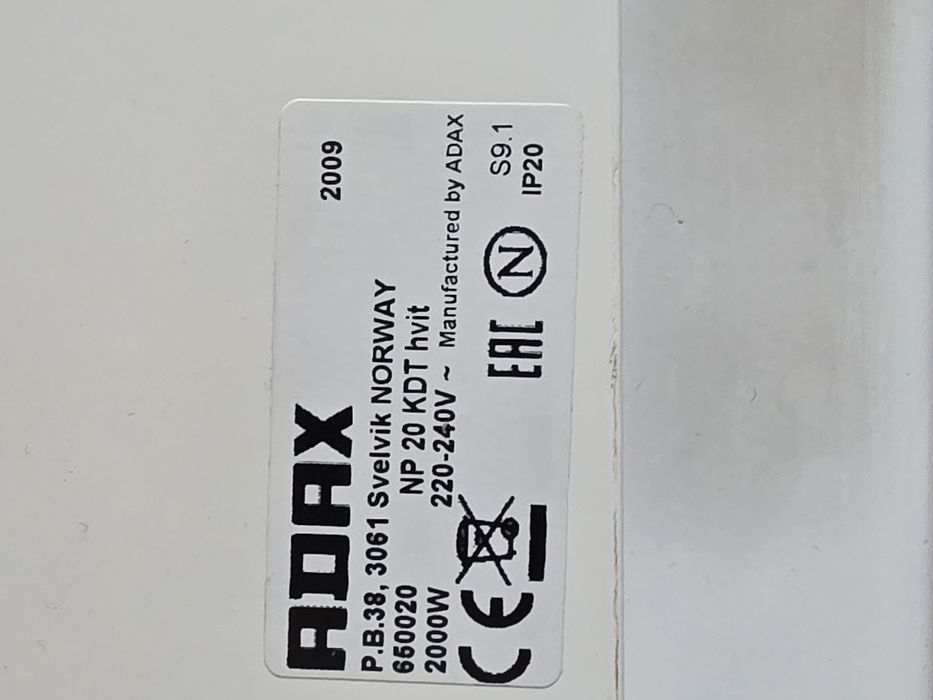 ADAX
2009
P.B.38, 3061 Svelvik NORWAY
650020 NP 20 KDT hvit
2000W 220-240V ~ Manufactured by ADAX
CE EAC N S9.1
IP20